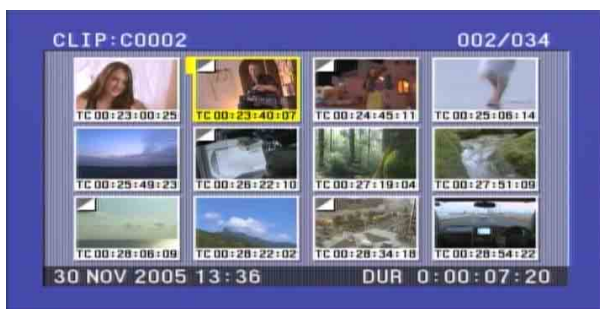 CLIP:C0002 002/034
TC 00:23:00:25 TC 00:23:40:07 TC 00:24:45:11 TC 00:25:06:14
TC 00:25:49:23 TC 00:26:22:10 TC 00:27:19:04 TC 00:27:51:09
TC 00:28:06:09 TC 00:28:22:02 TC 00:28:34:18 TC 00:28:54:22
30 NOV 2005 13:36 DUR 0:00:07:20